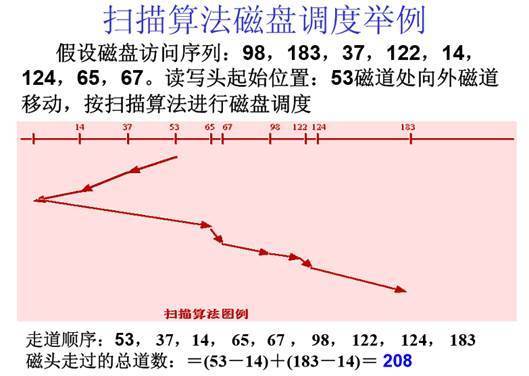 扫描算法磁盘调度举例
假设磁盘访问序列：98，183，37，122，14，
124，65，67。读写头起始位置：53磁道处向外磁道
移动，按扫描算法进行磁盘调度
14 37 53 65 67 98 122 124 183
扫描算法图例
走道顺序：53， 37，14， 65，67 ， 98， 122， 124， 183
磁头走过的总道数：＝(53－14)＋(183－14)＝ 208